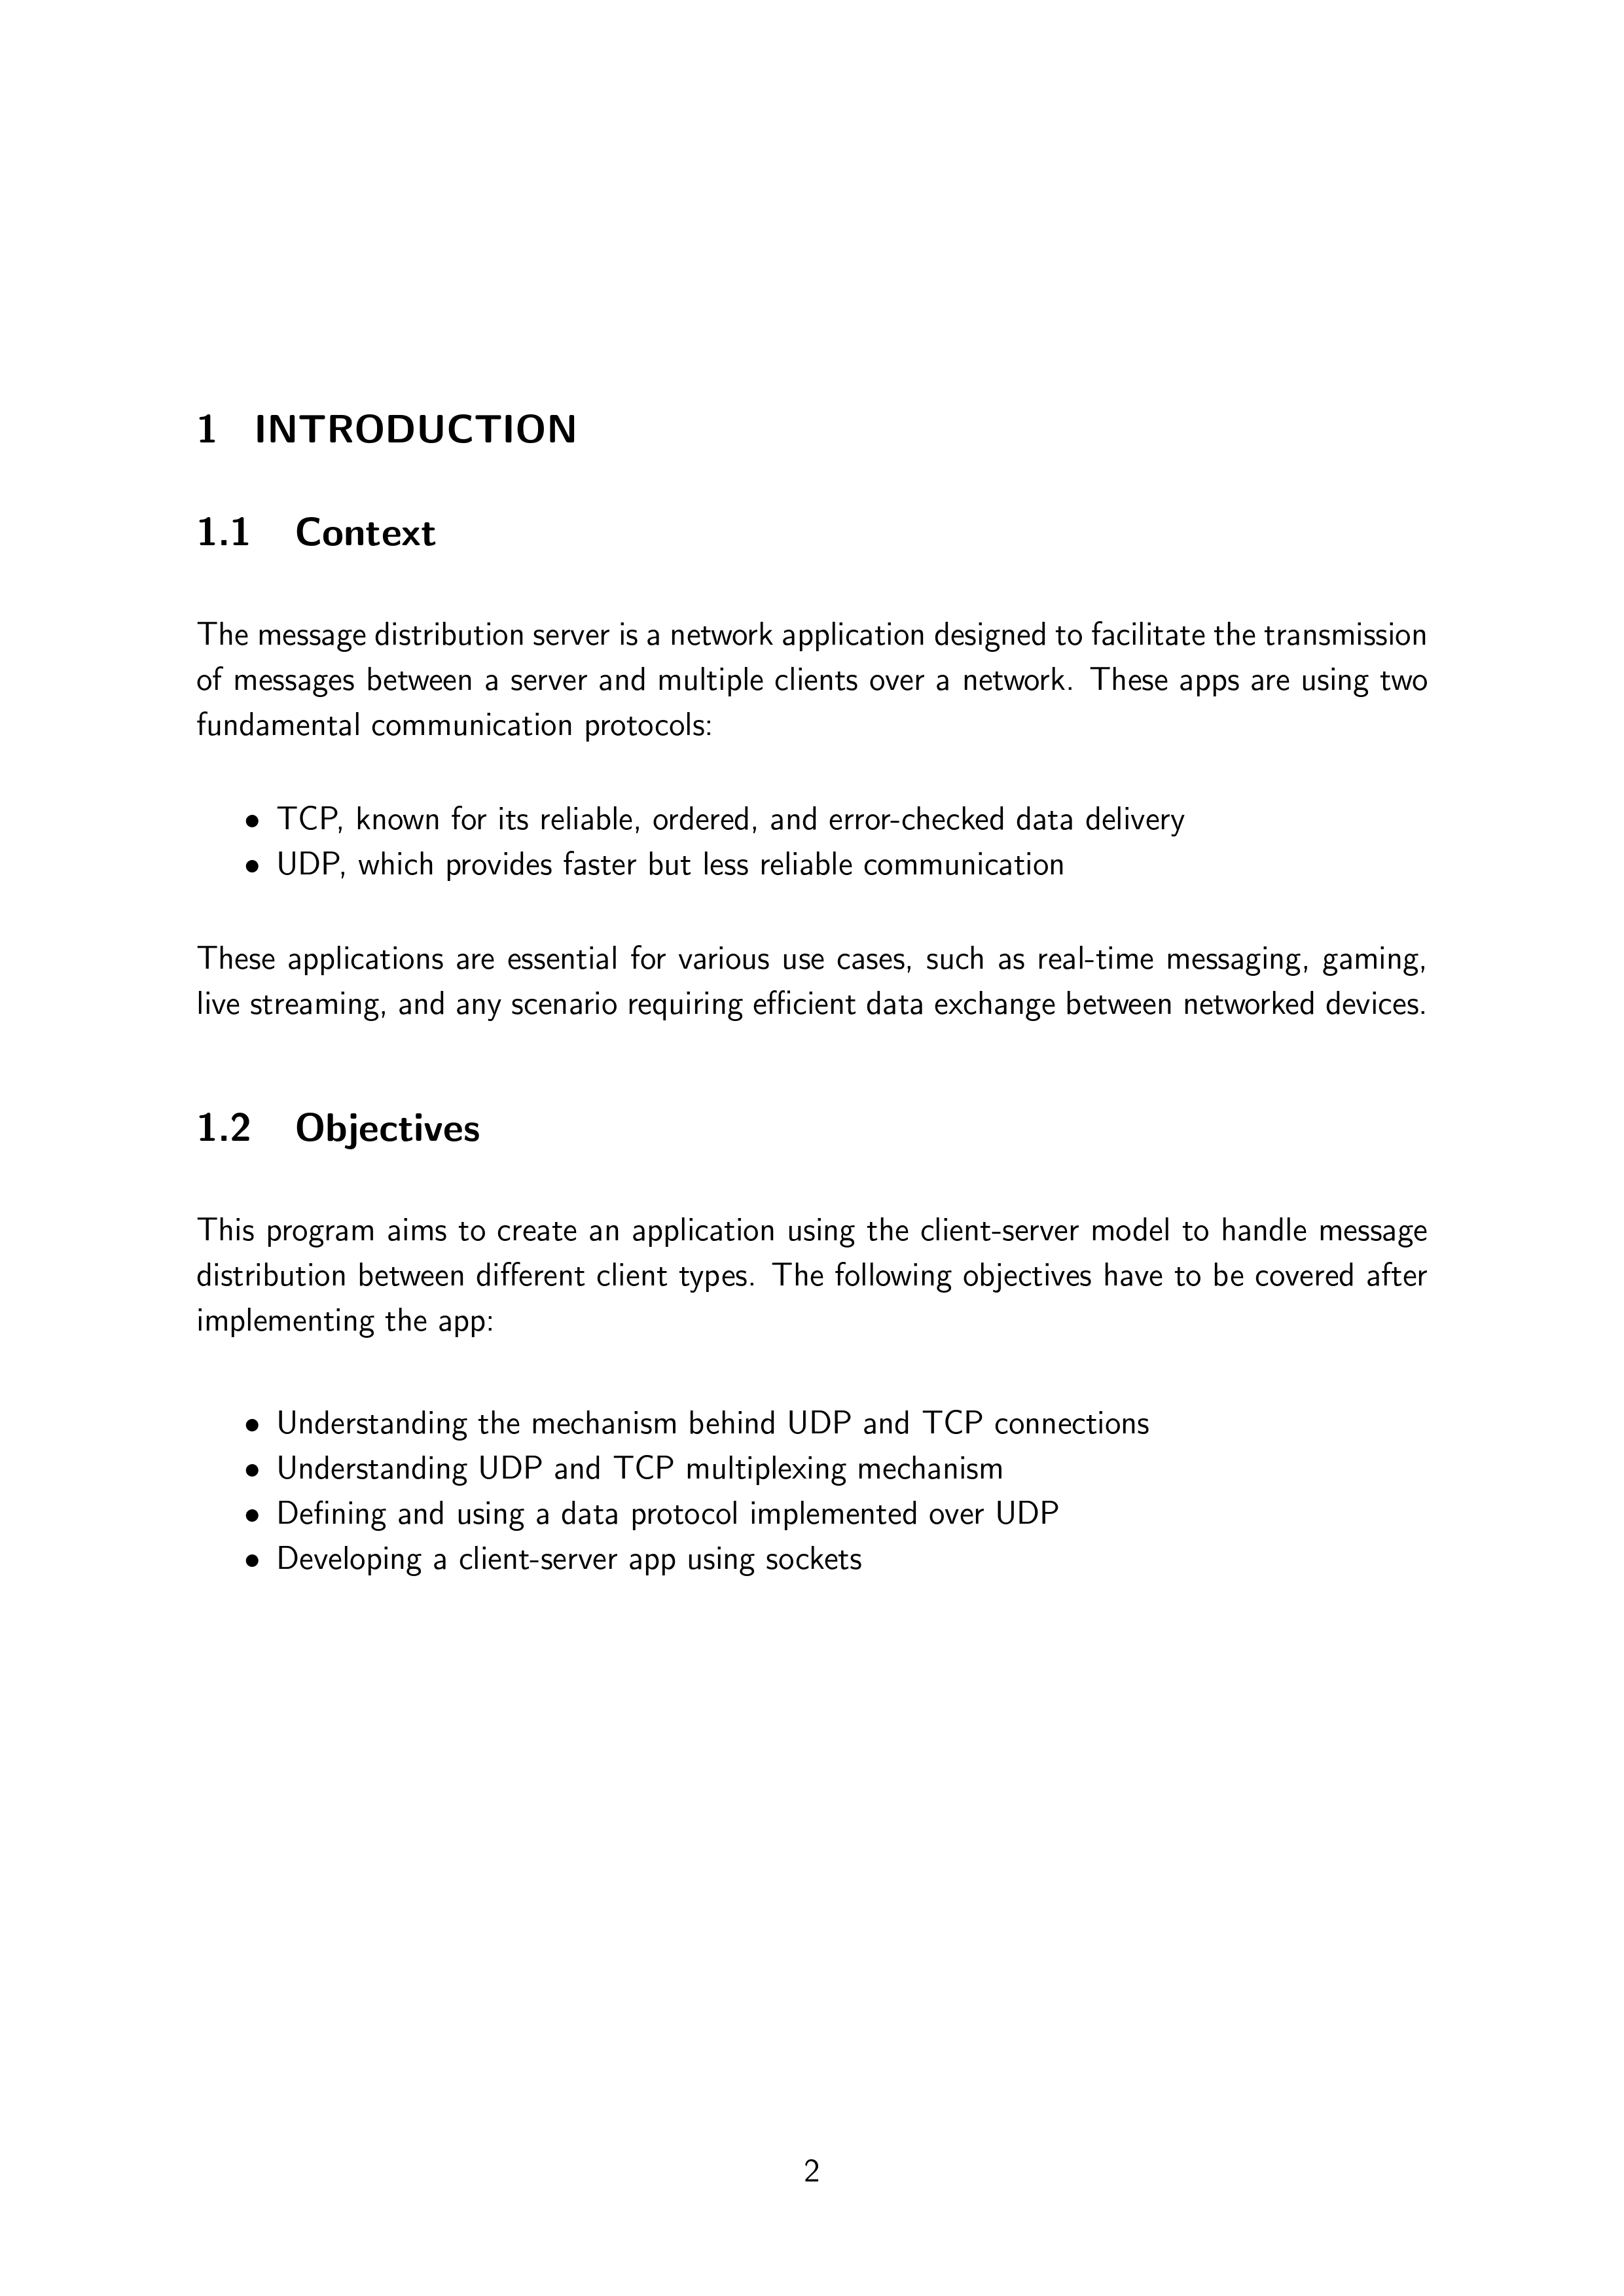 1 INTRODUCTION
1.1 Context
The message distribution server is a network application designed to facilitate the transmission
of messages between a server and multiple clients over a network. These apps are using two
fundamental communication protocols:
• TCP, known for its reliable, ordered, and error-checked data delivery
• UDP, which provides faster but less reliable communication
These applications are essential for various use cases, such as real-time messaging, gaming,
live streaming, and any scenario requiring efficient data exchange between networked devices.
1.2 Objectives
This program aims to create an application using the client-server model to handle message
distribution between different client types. The following objectives have to be covered after
implementing the app:
• Understanding the mechanism behind UDP and TCP connections
• Understanding UDP and TCP multiplexing mechanism
• Defining and using a data protocol implemented over UDP
• Developing a client-server app using sockets
2